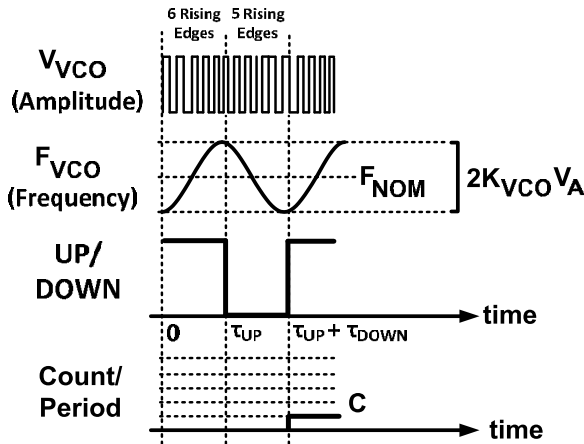 6 Rising Edges
5 Rising Edges
VVCO
(Amplitude)
FVCO
(Frequency)
FNOM
2KVCOVA
UP/
DOWN
time
0
τUP
τUP + τDOWN
Count/
Period
C
time